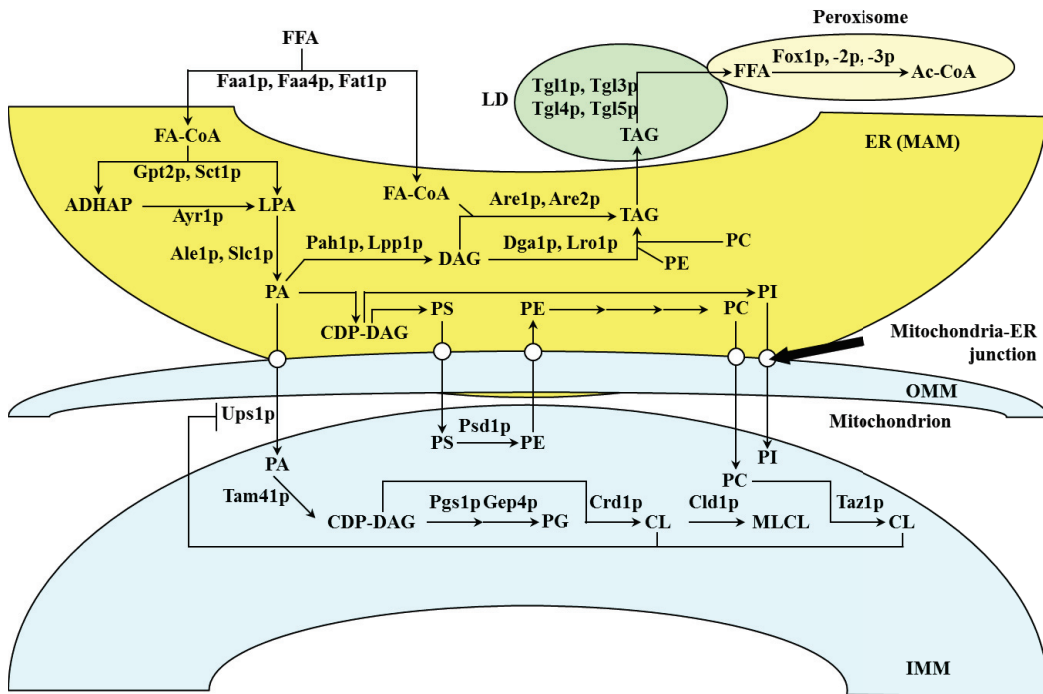 Peroxisome
FFA
Fox1p, -2p, -3p
Faa1p, Faa4p, Fat1p
Tgl1p, Tgl3p
FFA
Ac-CoA
LD
Tgl4p, Tgl5p
FA-CoA
TAG
ER (MAM)
Gpt2p, Sct1p
FA-CoA
Are1p, Are2p
ADHAP
LPA
TAG
Ayr1p
Ale1p, Slc1p
Pah1p, Lpp1p
DAG
Dga1p, Lro1p
PC
PE
PA
PI
CDP-DAG
PS
PE
PC
Mitochondria-ER
junction
OMM
Ups1p
Mitochondrion
PS
Psd1p
PE
PA
PI
PC
Tam41p
Pgs1p
Gep4p
Crd1p
Cld1p
Taz1p
CDP-DAG
PG
CL
MLCL
CL
IMM